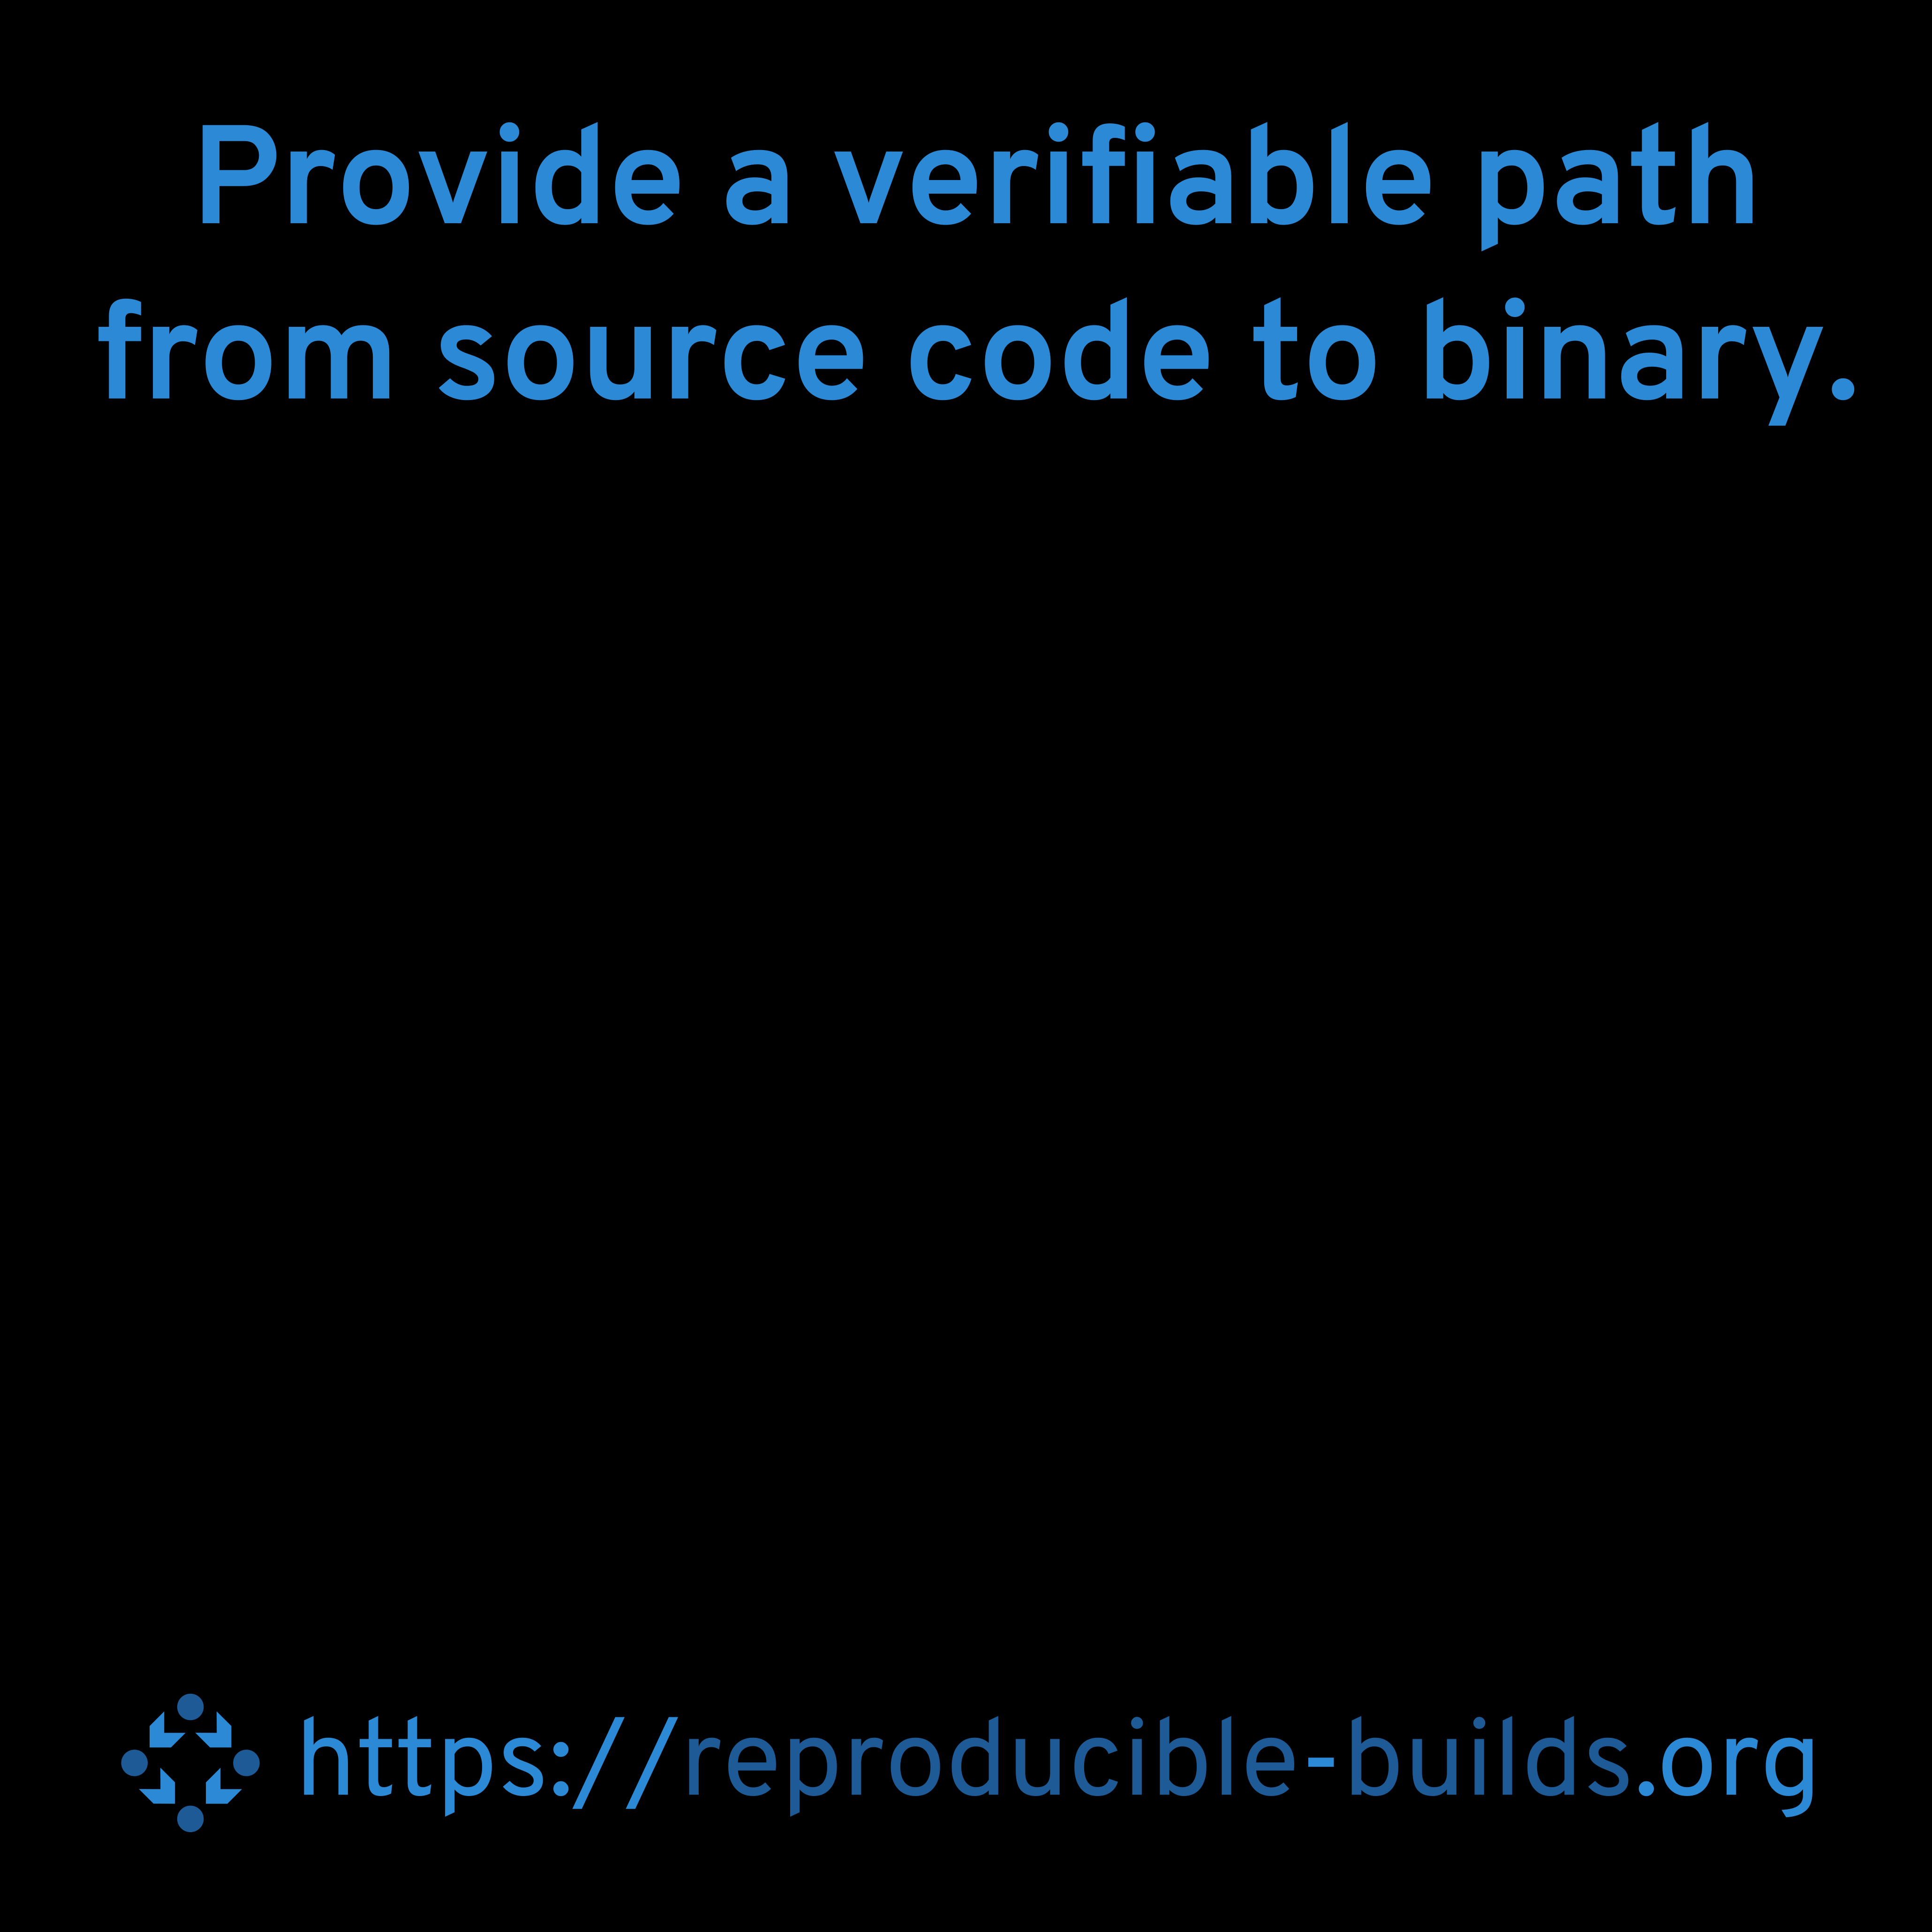 Provide a verifiable path
from source code to binary.
https://reproducible-builds.org